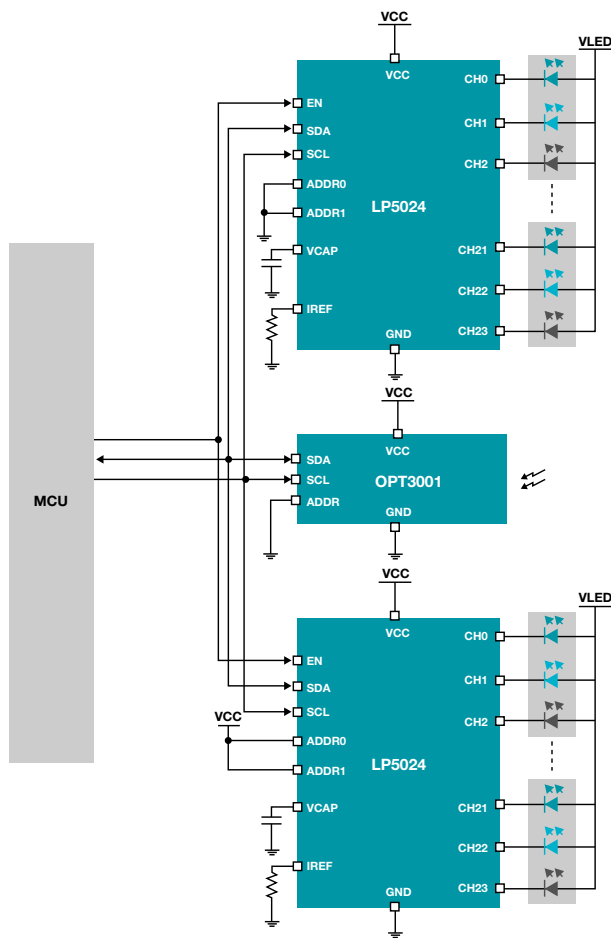 VCC
VLED
VCC
CH0
EN
CH1
SDA
SCL
CH2
ADDR0
LP5024
ADDR1
VCAP
CH21
CH22
IREF
GND
CH23
VCC
MCU
VCC
SDA
SCL
OPT3001
ADDR
GND
VCC
VLED
VCC
CH0
EN
CH1
SDA
SCL
CH2
VCC
ADDR0
LP5024
ADDR1
VCAP
CH21
CH22
IREF
GND
CH23